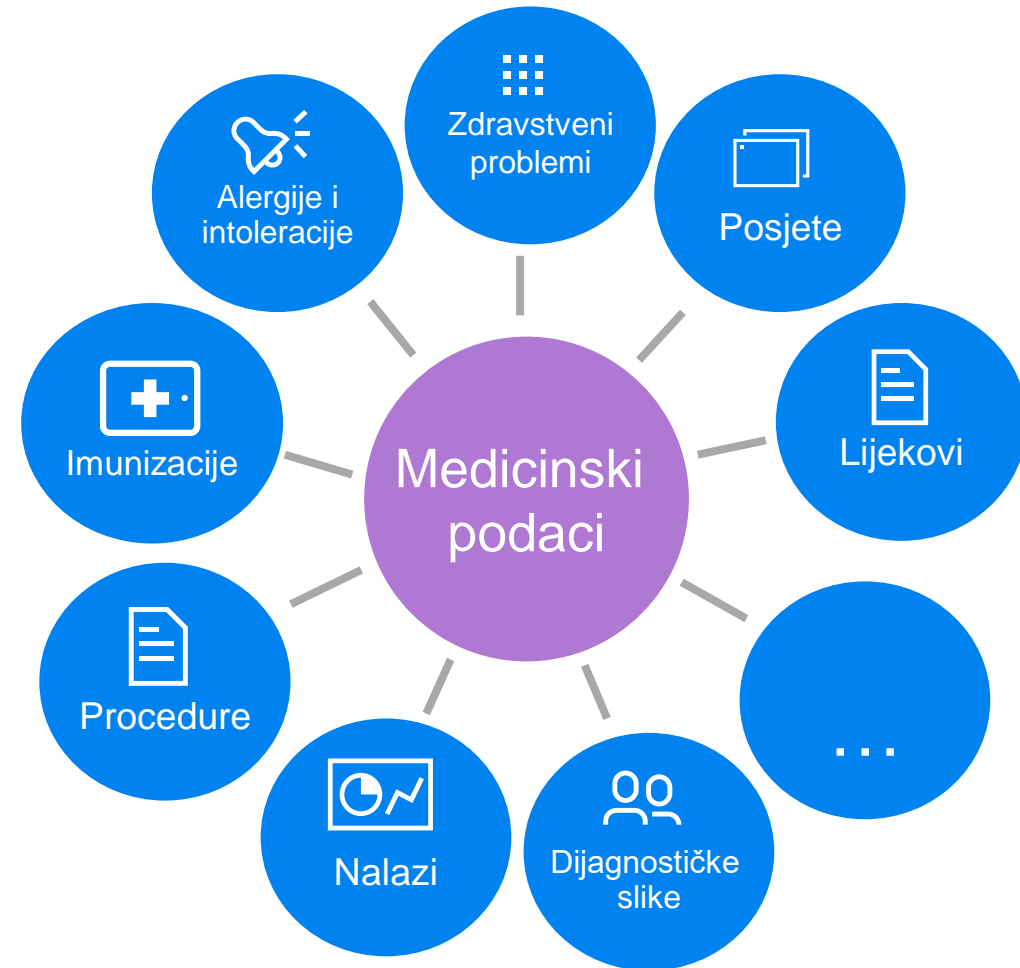 Zdravstveni
problemi
Posjete
Lijekovi
...
Dijagnostičke
slike
Nalazi
Procedure
Imunizacije
Alergije i
intoleracije
Medicinski
podaci